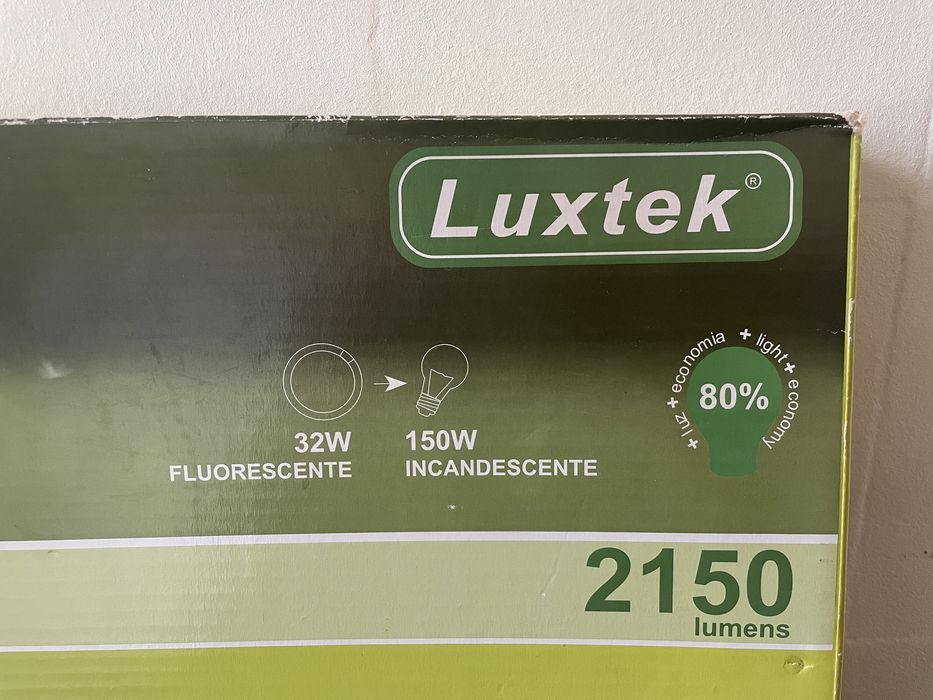 Luxtek®
+ luz + economia + light + economy
80%
32W
FLUORESCENTE
150W
INCANDESCENTE
2150
lumens